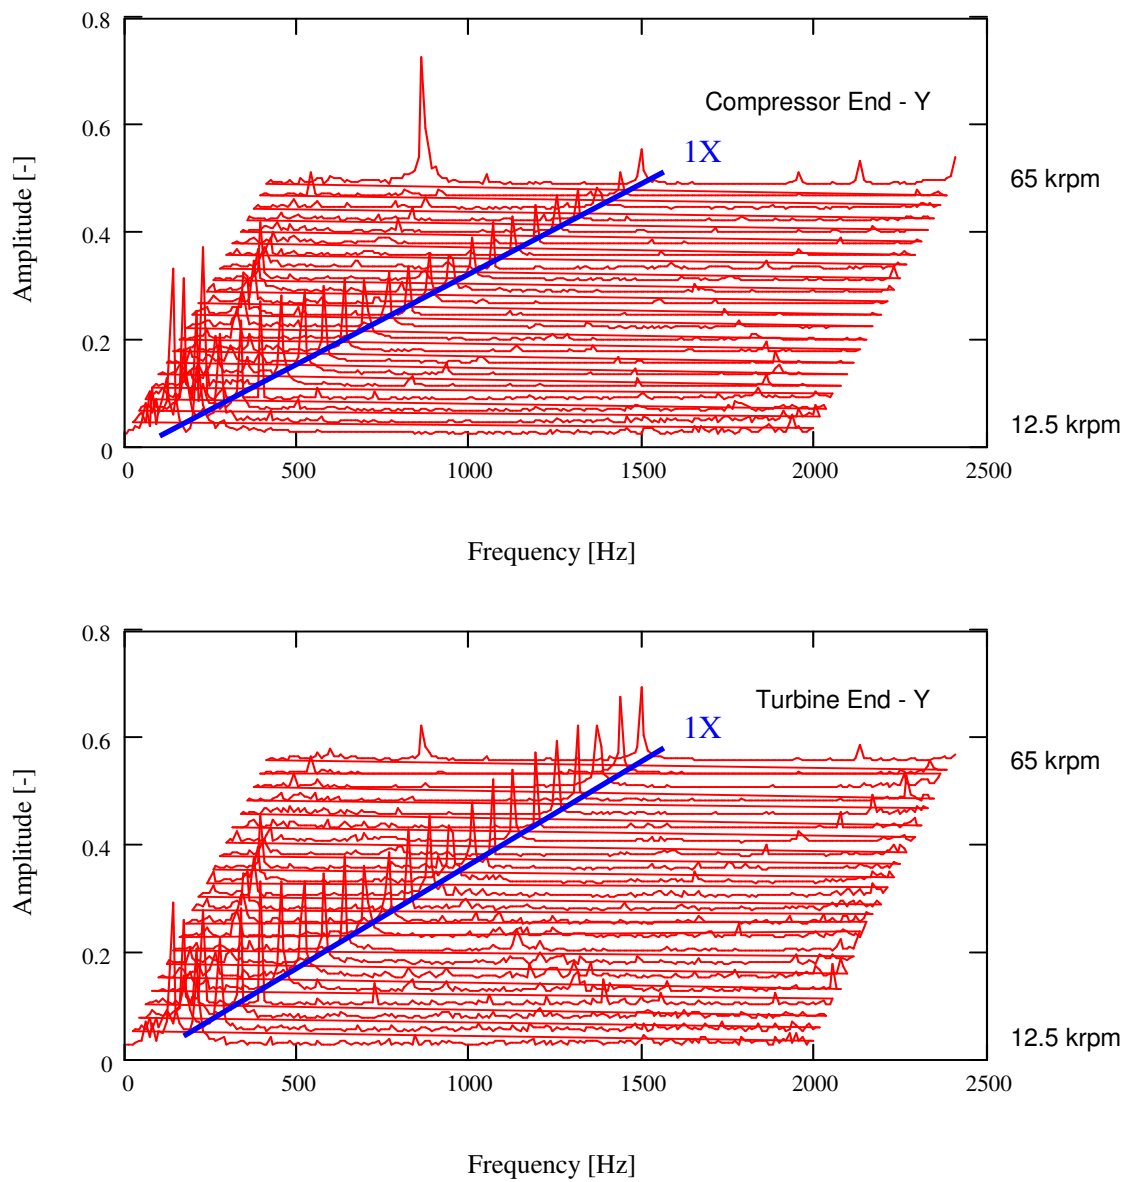 0.8
Compressor End - Y
0.6
1X
65 krpm
Amplitude [-]
0.4
0.2
12.5 krpm
0
0 500 1000 1500 2000 2500
Frequency [Hz]
0.8
Turbine End - Y
1X
0.6
65 krpm
Amplitude [-]
0.4
0.2
12.5 krpm
0
0 500 1000 1500 2000 2500
Frequency [Hz]